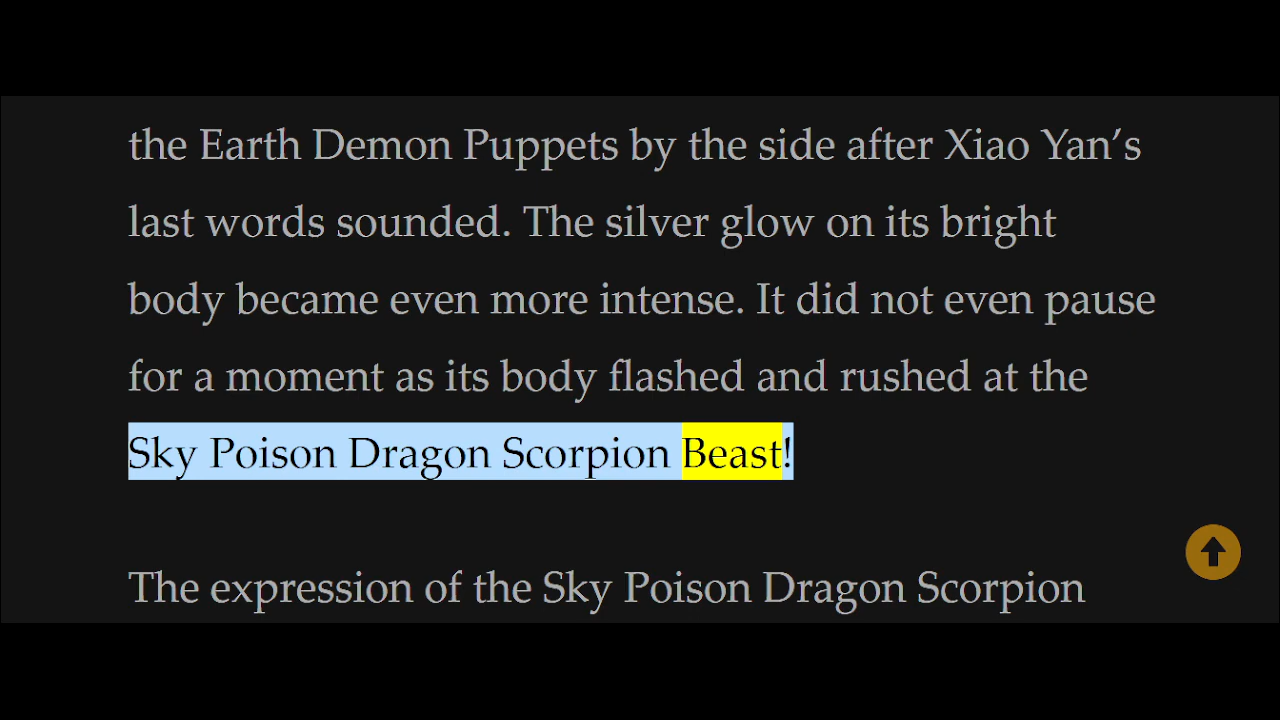 the Earth Demon Puppets by the side after Xiao Yan’s
last words sounded. The silver glow on its bright
body became even more intense. It did not even pause
for a moment as its body flashed and rushed at the
Sky Poison Dragon Scorpion Beast!
The expression of the Sky Poison Dragon Scorpion